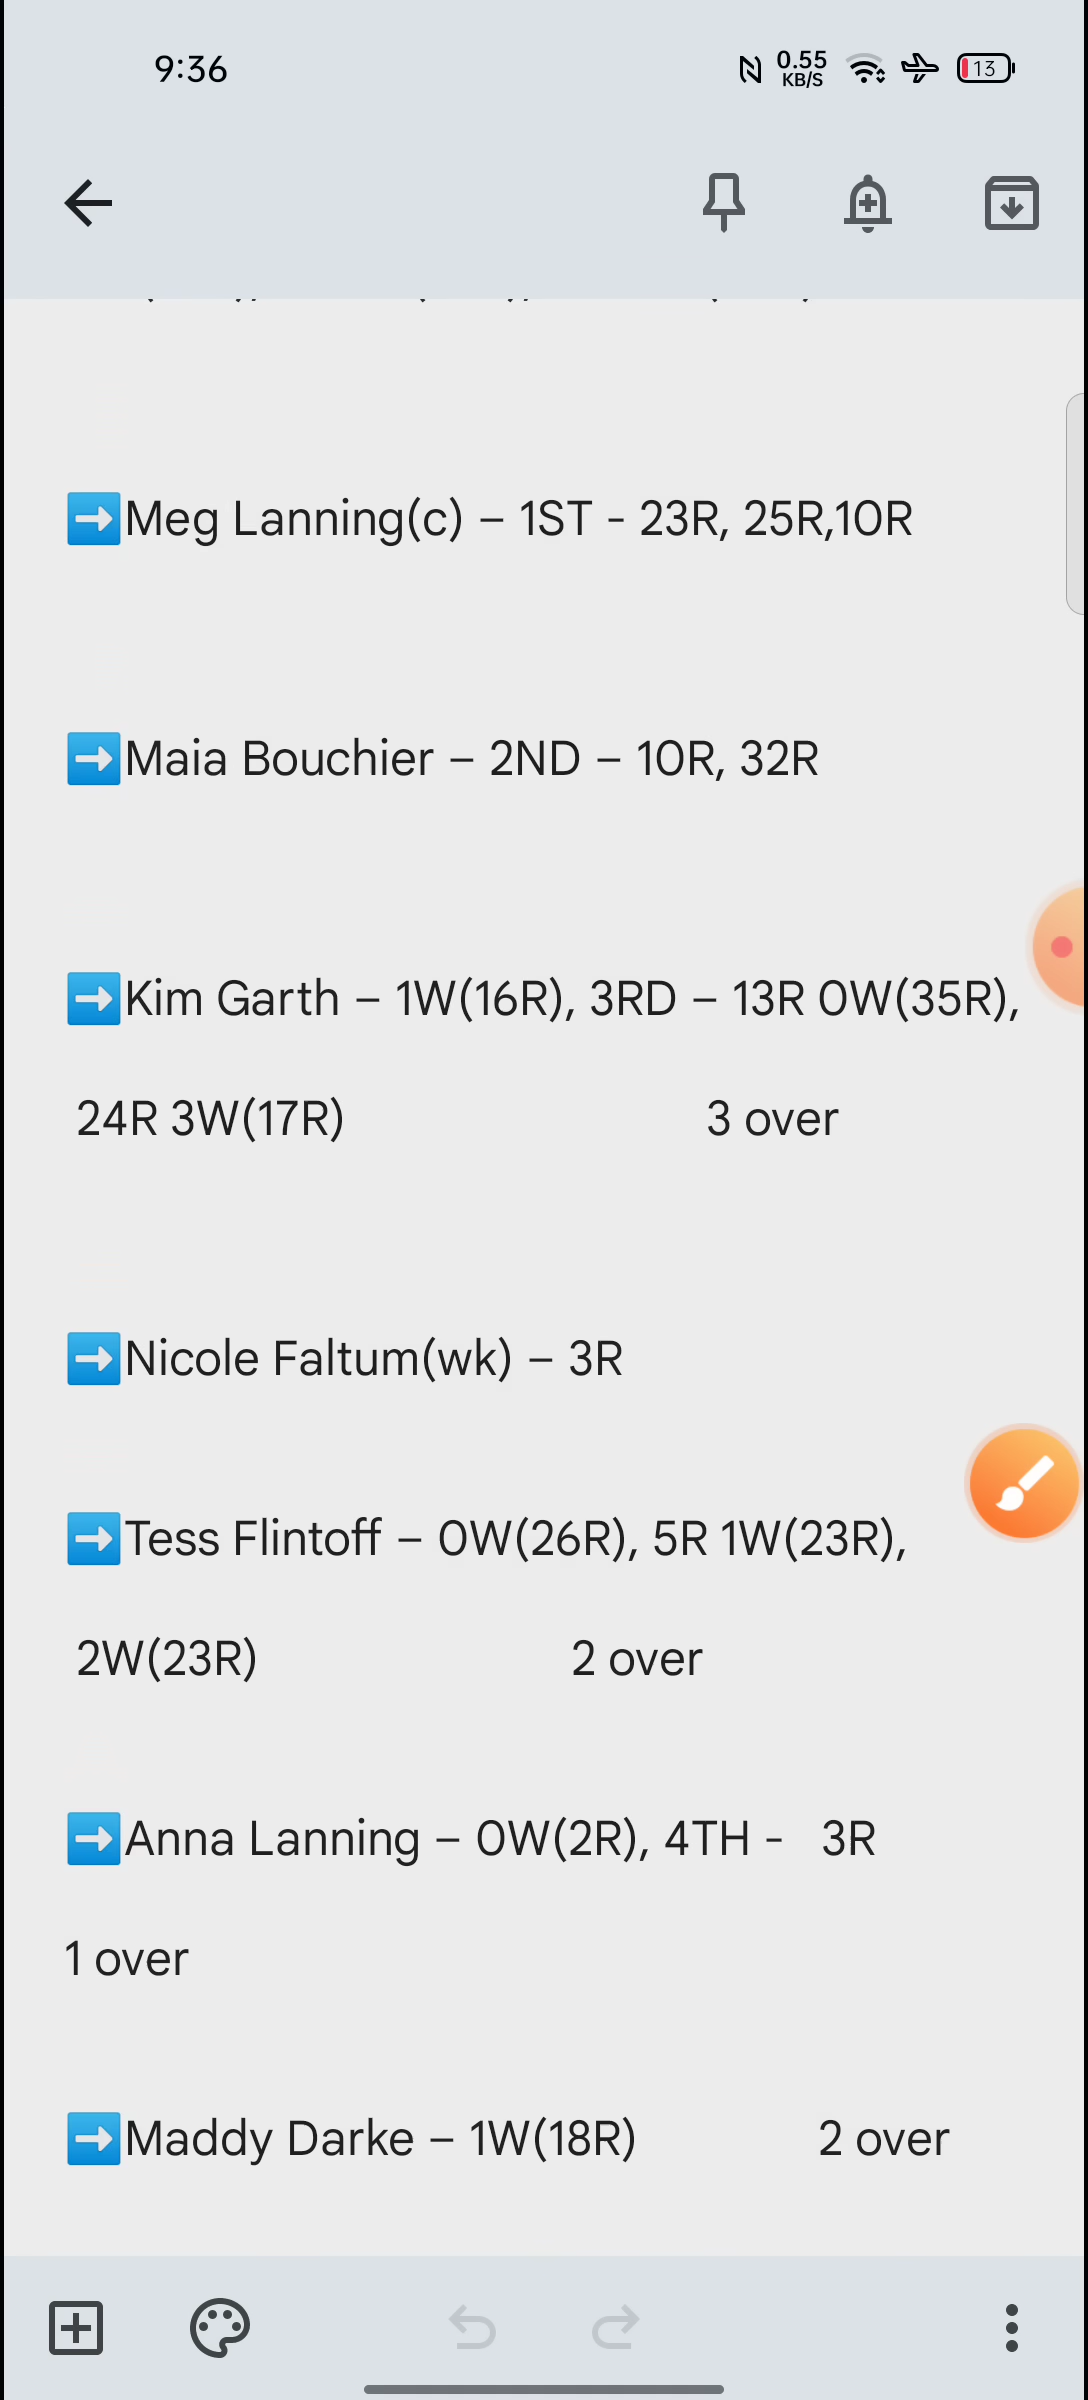 9:36
0.55
KB/S
13
➡️Meg Lanning(c) – 1ST - 23R, 25R,10R
➡️Maia Bouchier – 2ND – 10R, 32R
➡️Kim Garth – 1W(16R), 3RD – 13R 0W(35R),
24R 3W(17R) 3 over
➡️Nicole Faltum(wk) – 3R
➡️Tess Flintoff – 0W(26R), 5R 1W(23R),
2W(23R) 2 over
➡️Anna Lanning – 0W(2R), 4TH - 3R
1 over
➡️Maddy Darke – 1W(18R) 2 over